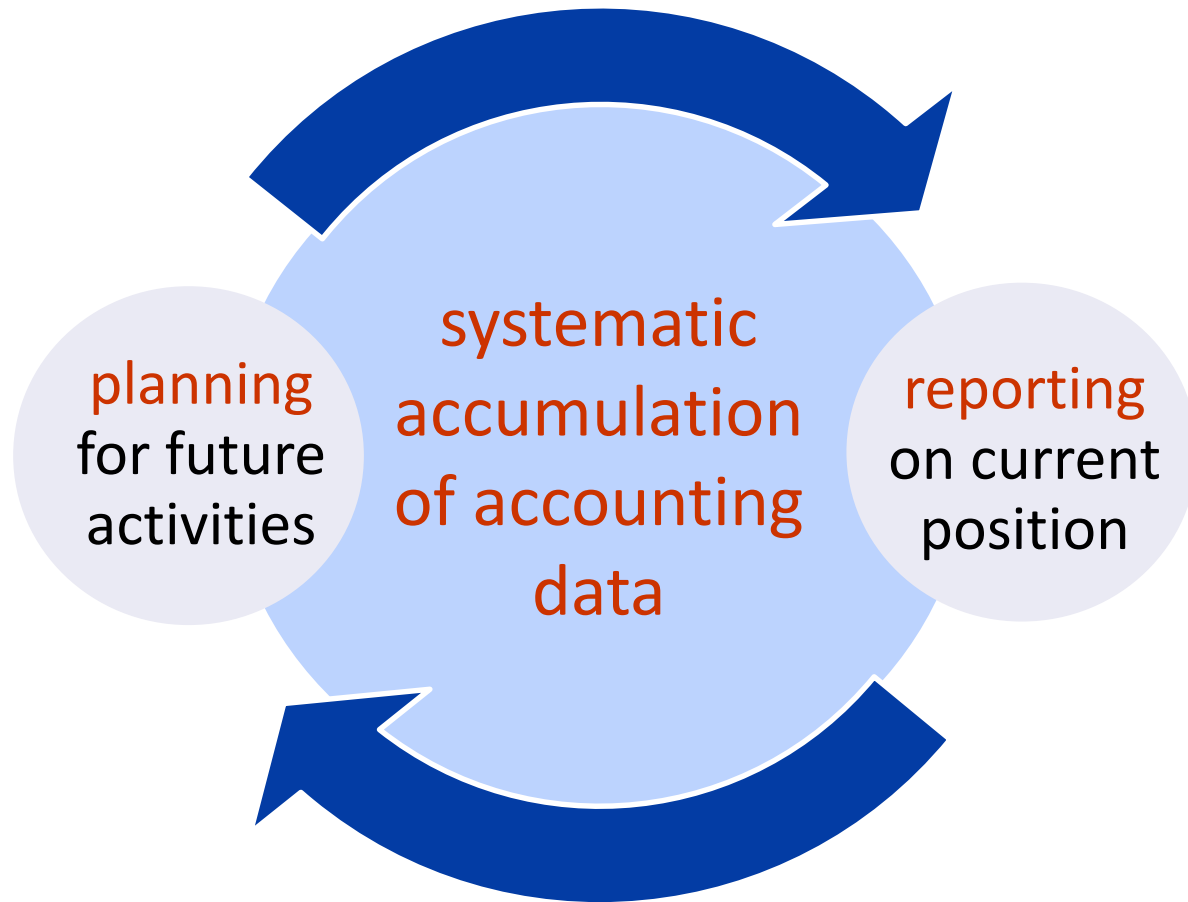 planning
for future
activities
systematic
accumulation
of accounting
data
reporting
on current
position